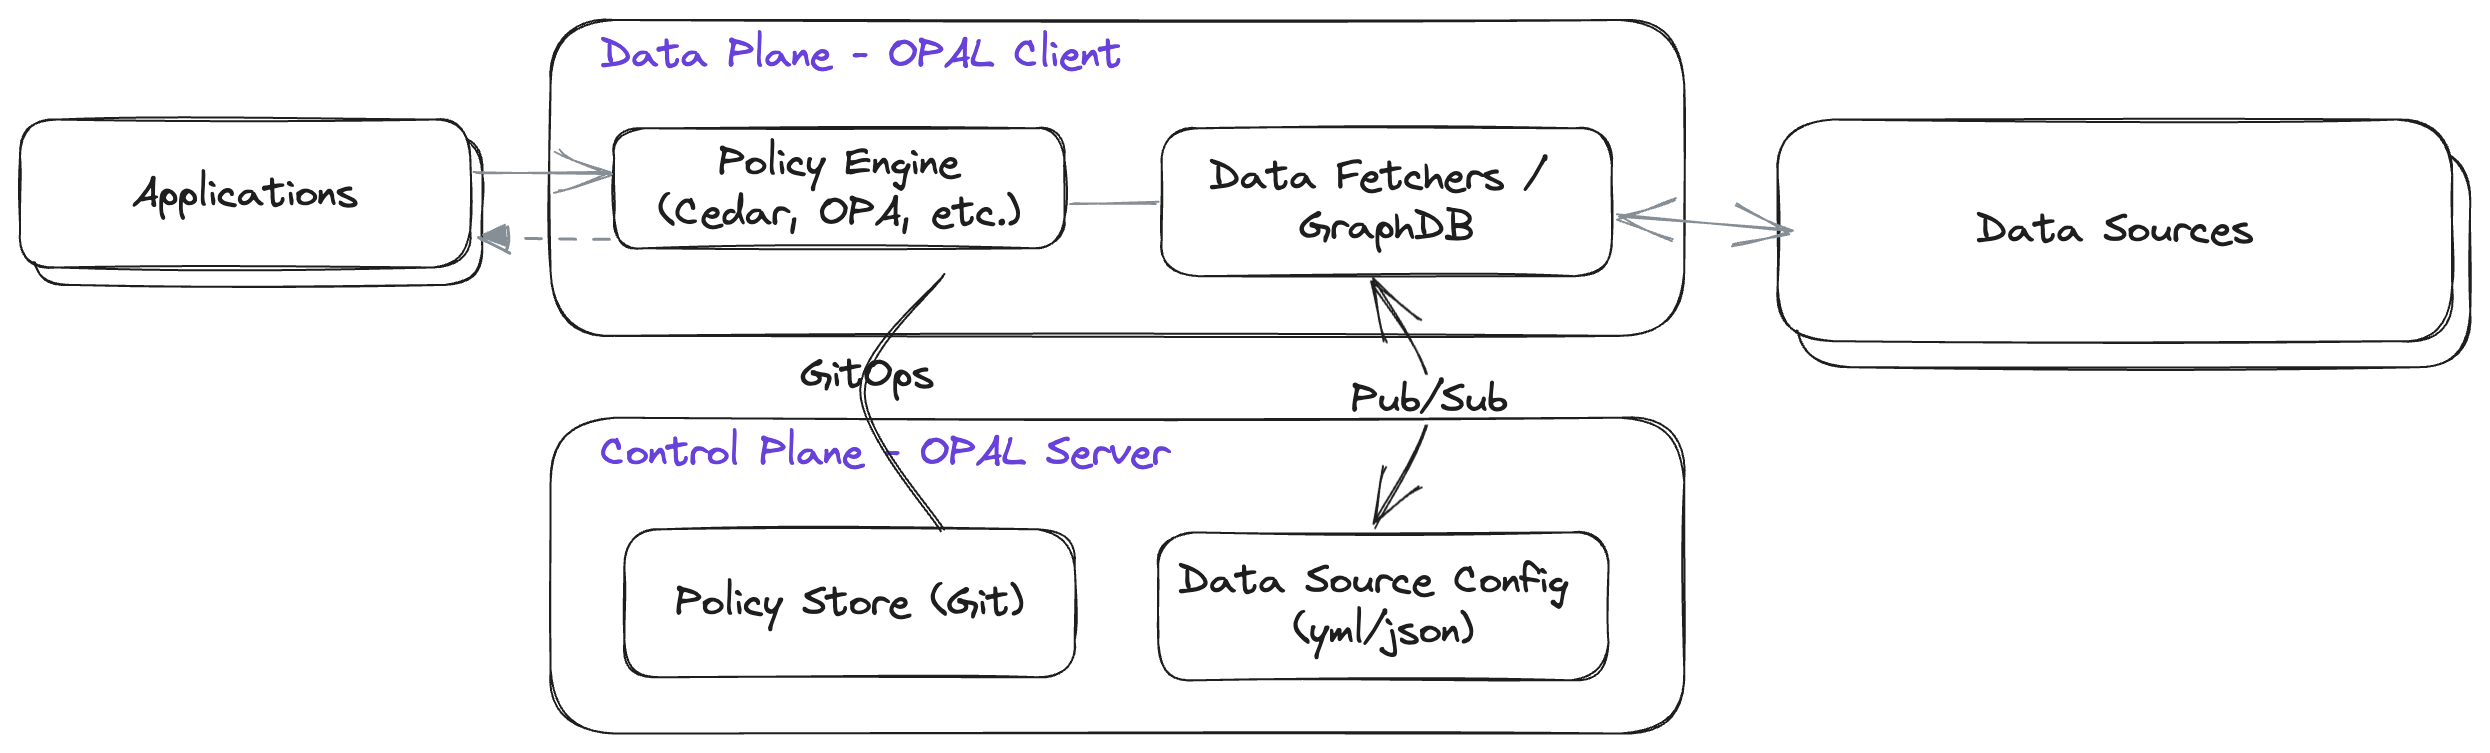 Data Plane - OPAL Client
Applications
Policy Engine
(Cedar, OPA, etc.)
Data Fetchers /
GraphDB
Data Sources
GitOps
Pub/Sub
Control Plane - OPAL Server
Policy Store (Git)
Data Source Config
(yml/json)